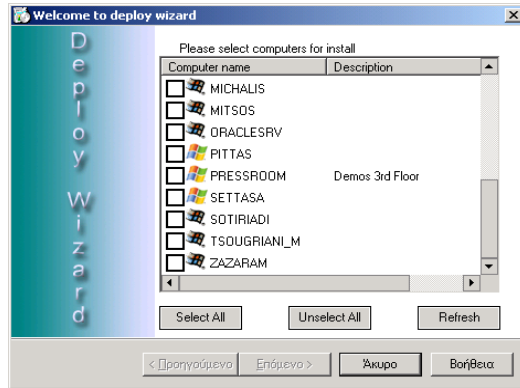 Welcome to deploy wizard
Deploy Wizard
Please select computers for install
Computer name Description
MICHALIS
MITSOS
ORACLESRV
PITTAS
PRESSROOM Demos 3rd Floor
SETTASA
SOTIRIADI
TSOUGRIANI_M
ZAZARAM
Select All Unselect All Refresh
< Προηγούμενο Επόμενο > Άκυρο Βοήθεια